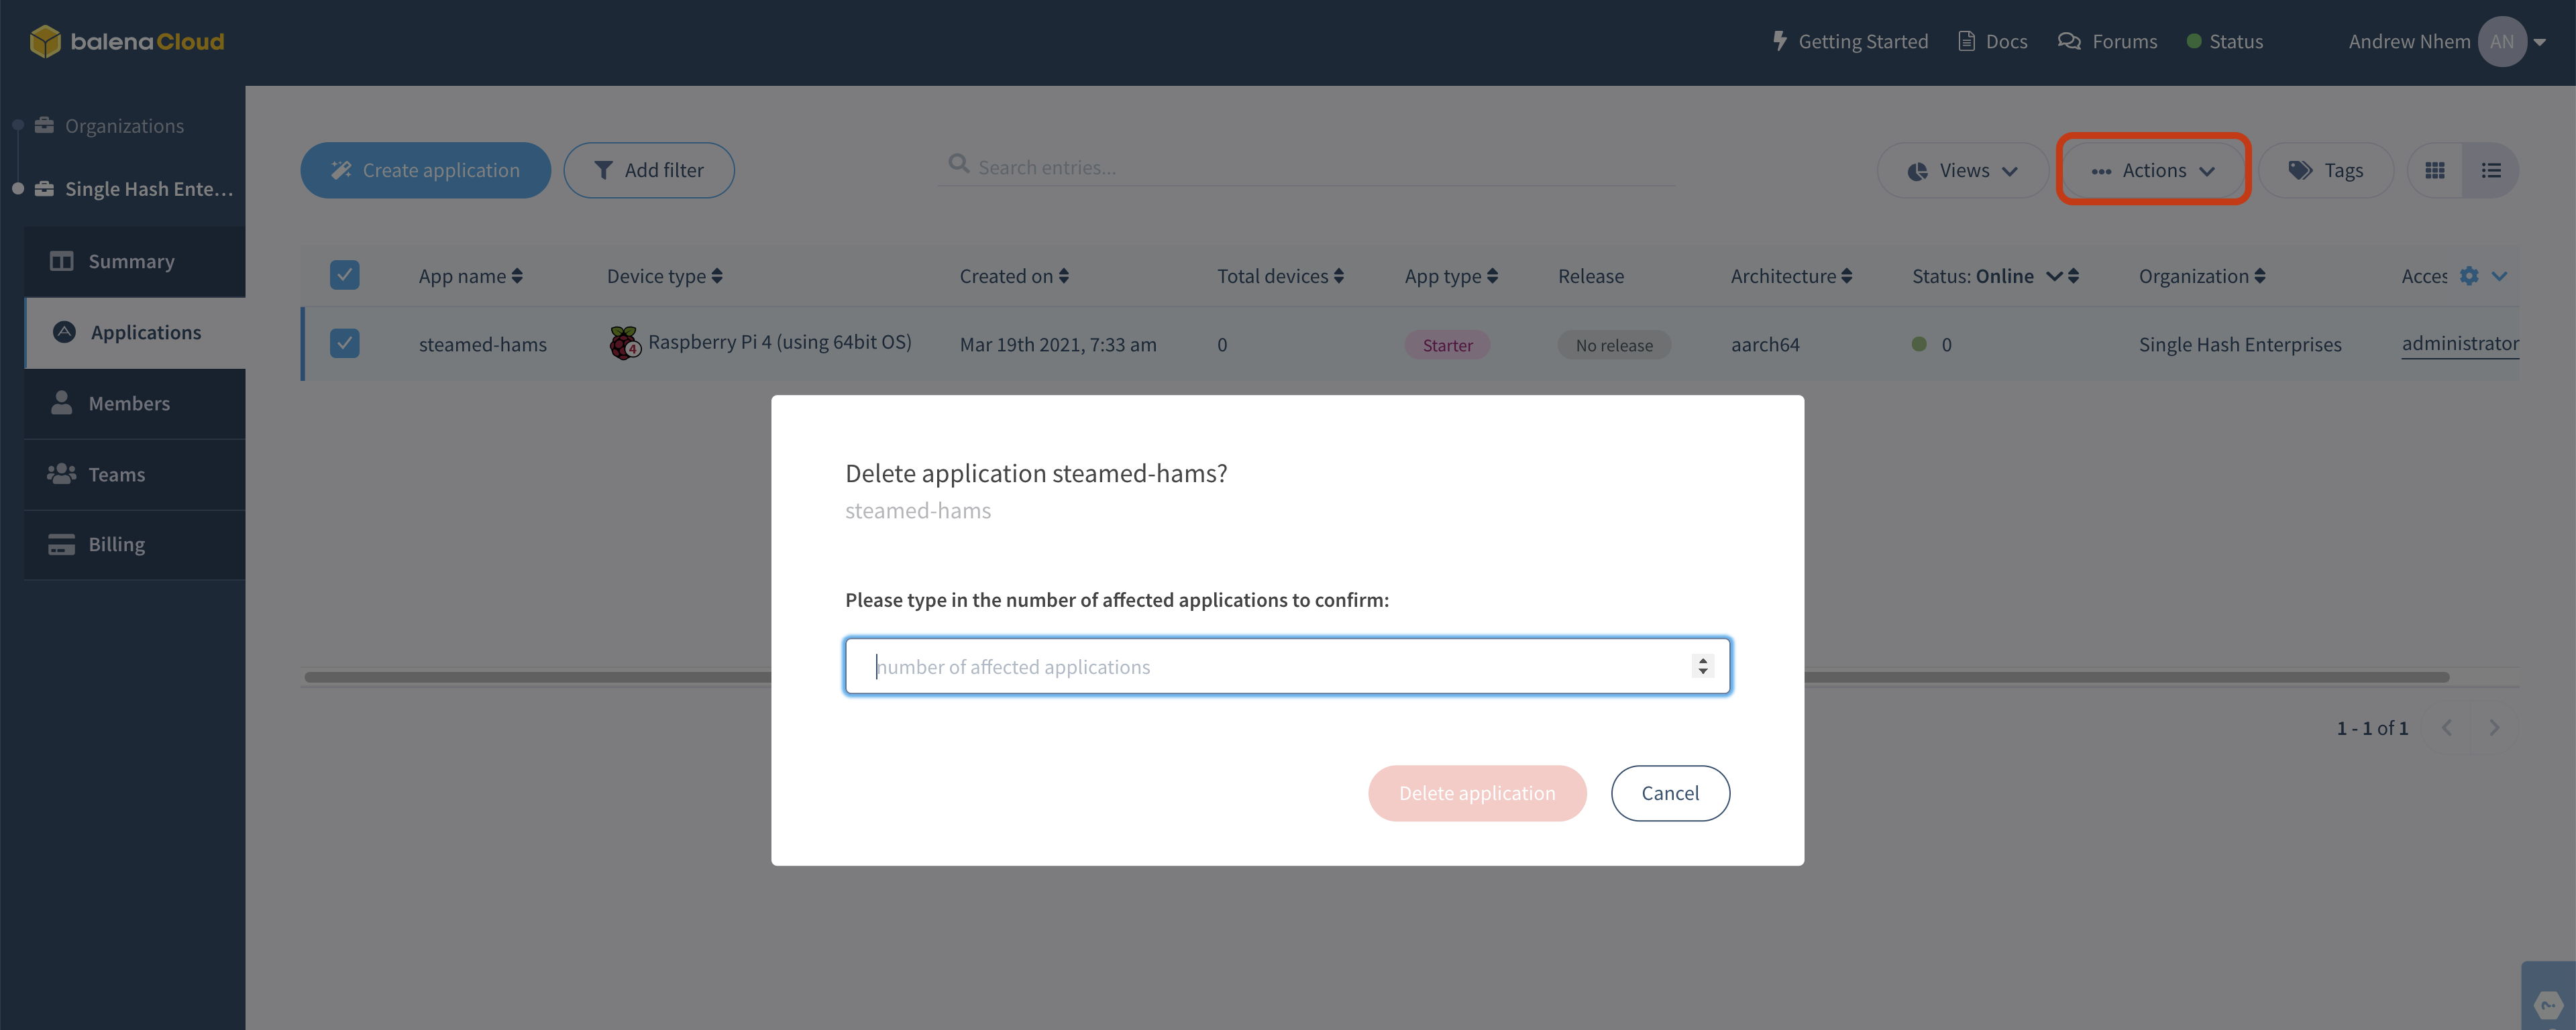 balenaCloud
Getting Started
Docs
Forums
Status
Andrew Nhem
AN
Organizations
Single Hash Ente...
Summary
Applications
Members
Teams
Billing
Create application
Add filter
Search entries...
Views
Actions
Tags
App name
Device type
Created on
Total devices
App type
Release
Architecture
Status: Online
Organization
Acces
steamed-hams
4
Raspberry Pi 4 (using 64bit OS)
Mar 19th 2021, 7:33 am
0
Starter
No release
aarch64
0
Single Hash Enterprises
administrator
Delete application steamed-hams?
steamed-hams
Please type in the number of affected applications to confirm:
number of affected applications
Delete application
Cancel
1 - 1 of 1